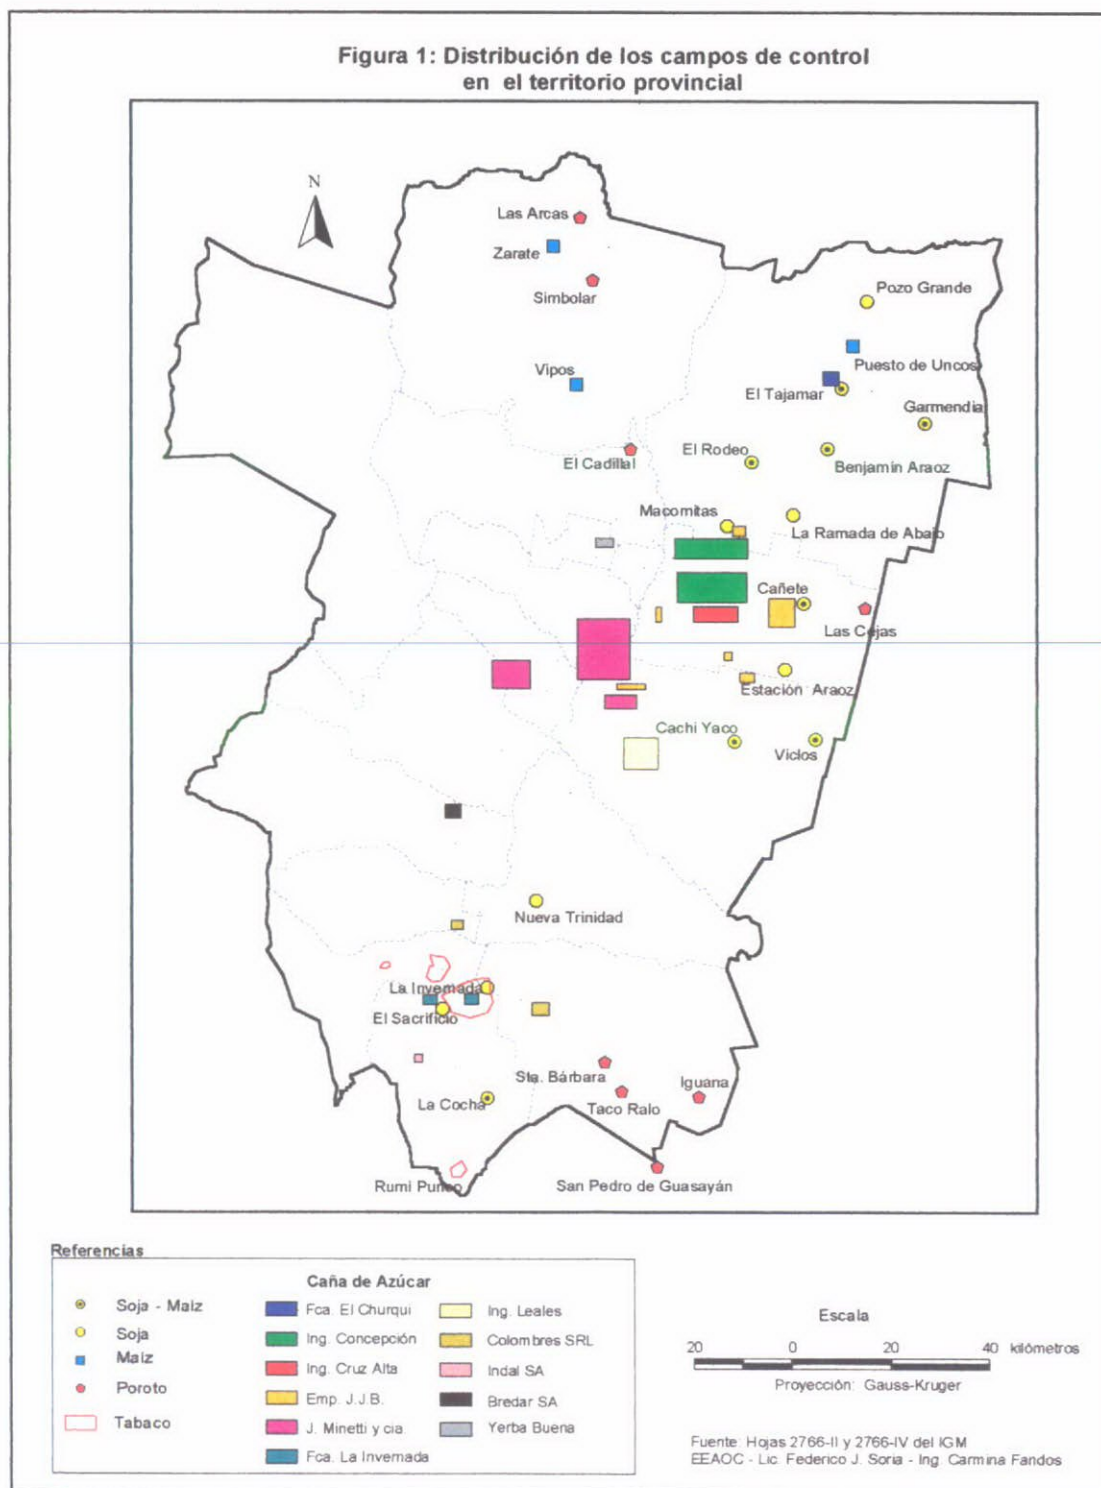 Figura 1: Distribución de los campos de control
en el territorio provincial
N
Las Arcas
Zarate
Simbolar
Pozo Grande
Vipos
Puesto de Uncos
El Tajamar
Garmendia
El Cadillal
El Rodeo
Benjamin Araoz
Macomitas
La Ramada de Abajo
Cañete
Las Cejas
Estación Araoz
Cachi Yaco
Viclos
Nueva Trinidad
La Invernada
El Sacrificio
Sta. Bárbara
Iguana
La Cocha
Taco Ralo
Rumi Punco
San Pedro de Guasayán
Referencias
Caña de Azúcar
Soja - Maiz
Soja
Maiz
Poroto
Tabaco
Fca. El Churqui
Ing. Concepción
Ing. Cruz Alta
Emp. J.J.B.
J. Minetti y cia.
Fca. La Invernada
Ing. Leales
Colombres SRL
Indal SA
Bredar SA
Yerba Buena
Escala
20 0 20 40 kilómetros
Proyección: Gauss-Kruger
Fuente: Hojas 2766-II y 2766-IV del IGM
EEAOC - Lic. Federico J. Soria - Ing. Carmina Fandos